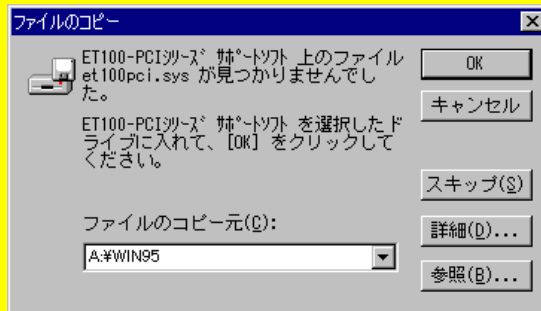 ファイルのコピー
ET100-PCIｼﾘｰｽﾞ ｻﾎﾟｰﾄｿﾌﾄ 上のファイル
et100pci.sys が見つかりませんでし
た。
ET100-PCIｼﾘｰｽﾞ ｻﾎﾟｰﾄｿﾌﾄ を選択したド
ライブに入れて、[OK] をクリックして
ください。
ファイルのコピー元(C):
A:¥WIN95
OK
キャンセル
スキップ(S)
詳細(D)...
参照(B)...